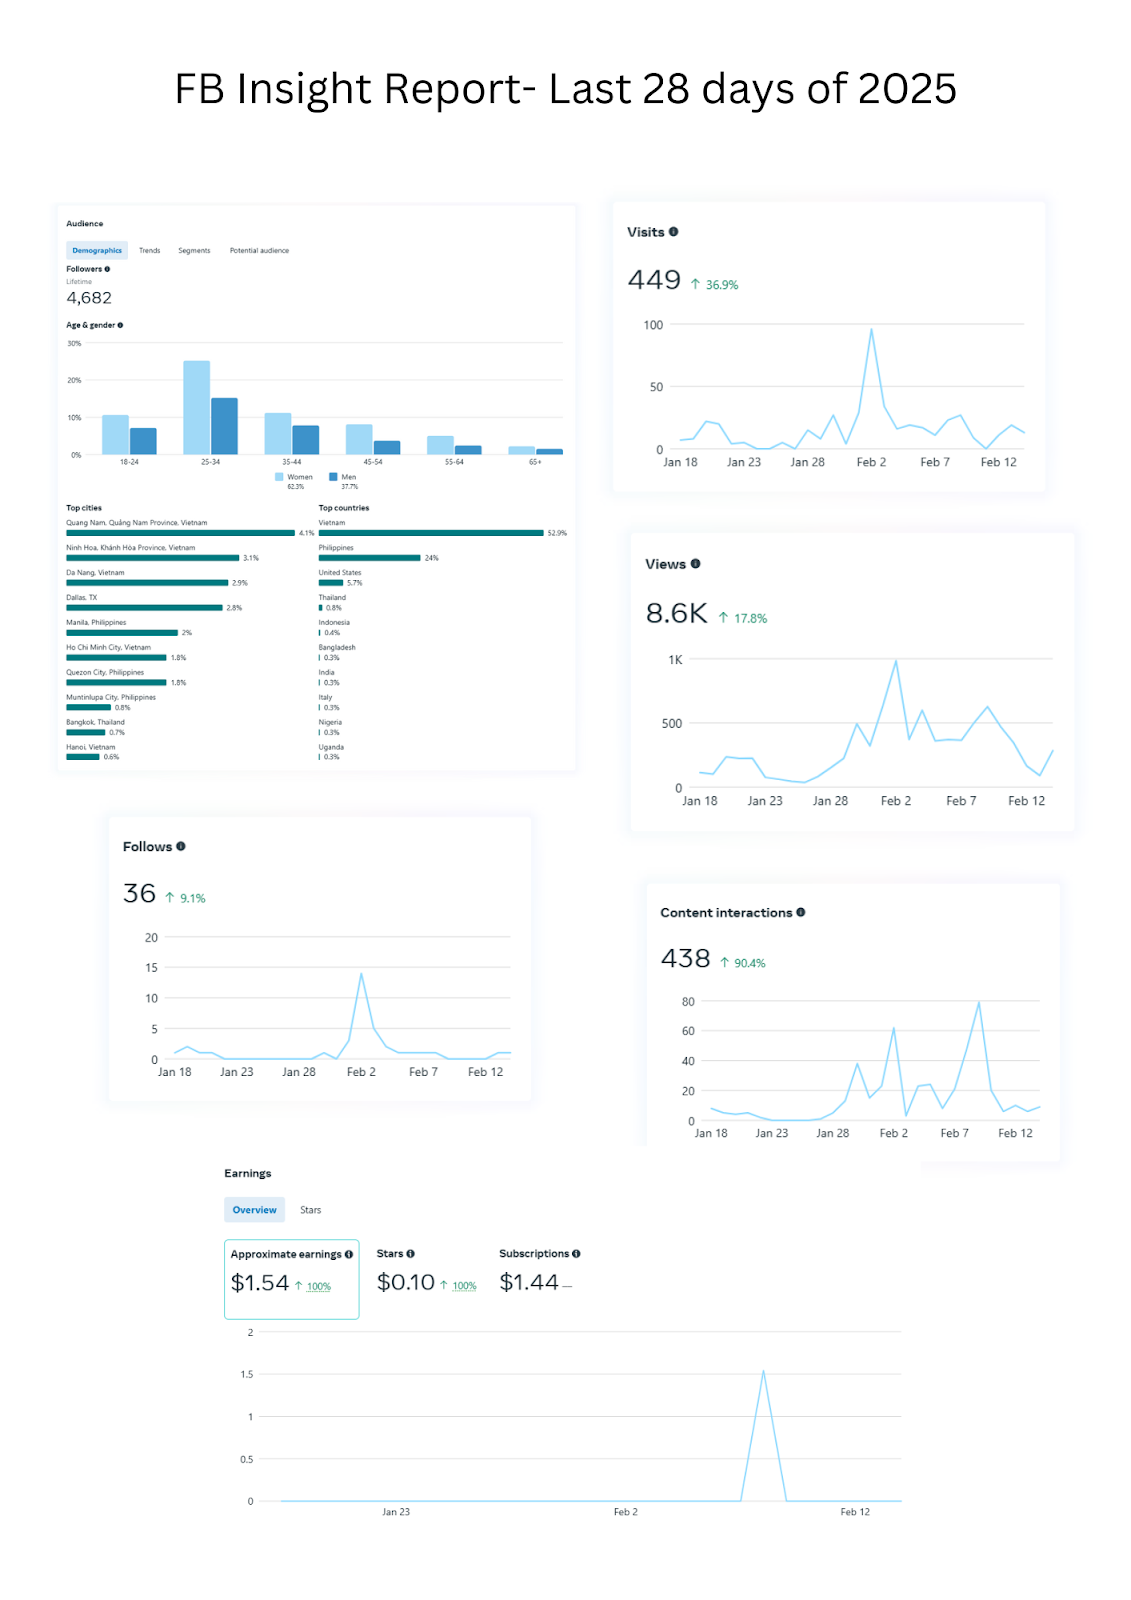 FB Insight Report- Last 28 days of 2025
Audience
Demographics Trends Segments Potential audience
Followers
Lifetime
4,682
Age & gender
30%
20%
10%
0%
18-24 25-34 35-44 45-54 55-64 65+
Women Men
62.3% 37.7%
Top cities
Quang Nam, Quảng Nam Province, Vietnam
4.1%
Ninh Hoa, Khánh Hòa Province, Vietnam
3.1%
Da Nang, Vietnam
2.9%
Dallas, TX
2.8%
Manila, Philippines
2%
Ho Chi Minh City, Vietnam
1.8%
Quezon City, Philippines
1.8%
Muntinlupa City, Philippines
0.8%
Bangkok, Thailand
0.7%
Hanoi, Vietnam
0.6%
Top countries
Vietnam
52.9%
Philippines
24%
United States
5.7%
Thailand
0.8%
Indonesia
0.4%
Bangladesh
0.3%
India
0.3%
Italy
0.3%
Nigeria
0.3%
Uganda
0.3%
Visits
449 ↑ 36.9%
100
50
0
Jan 18 Jan 23 Jan 28 Feb 2 Feb 7 Feb 12
Views
8.6K ↑ 17.8%
1K
500
0
Jan 18 Jan 23 Jan 28 Feb 2 Feb 7 Feb 12
Follows
36 ↑ 9.1%
20
15
10
5
0
Jan 18 Jan 23 Jan 28 Feb 2 Feb 7 Feb 12
Content interactions
438 ↑ 90.4%
80
60
40
20
0
Jan 18 Jan 23 Jan 28 Feb 2 Feb 7 Feb 12
Earnings
Overview Stars
Approximate earnings Stars Subscriptions
$1.54 ↑ 100% $0.10 ↑ 100% $1.44 —
2
1.5
1
0.5
0
Jan 23 Feb 2 Feb 12